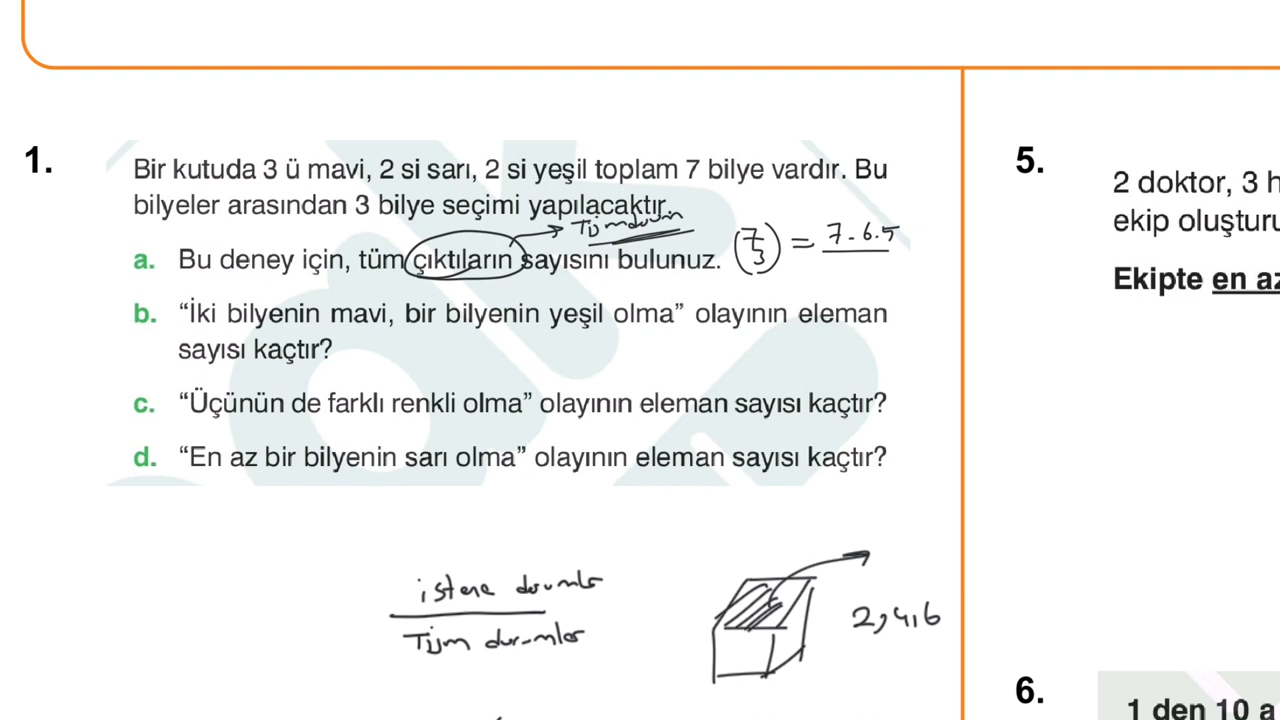 1.
Bir kutuda 3 ü mavi, 2 si sarı, 2 si yeşil toplam 7 bilye vardır. Bu
bilyeler arasından 3 bilye seçimi yapılacaktır.
Tüm durum
a. Bu deney için, tüm çıktıların sayısını bulunuz. (7 3) = 7.6.5
b. “İki bilyenin mavi, bir bilyenin yeşil olma” olayının eleman
sayısı kaçtır?
c. “Üçünün de farklı renkli olma” olayının eleman sayısı kaçtır?
d. “En az bir bilyenin sarı olma” olayının eleman sayısı kaçtır?
istene durumlar
Tüm durumlar
2,4,6
5.
2 doktor, 3 h
ekip oluşturu
Ekipte en az
6.
1 den 10 a